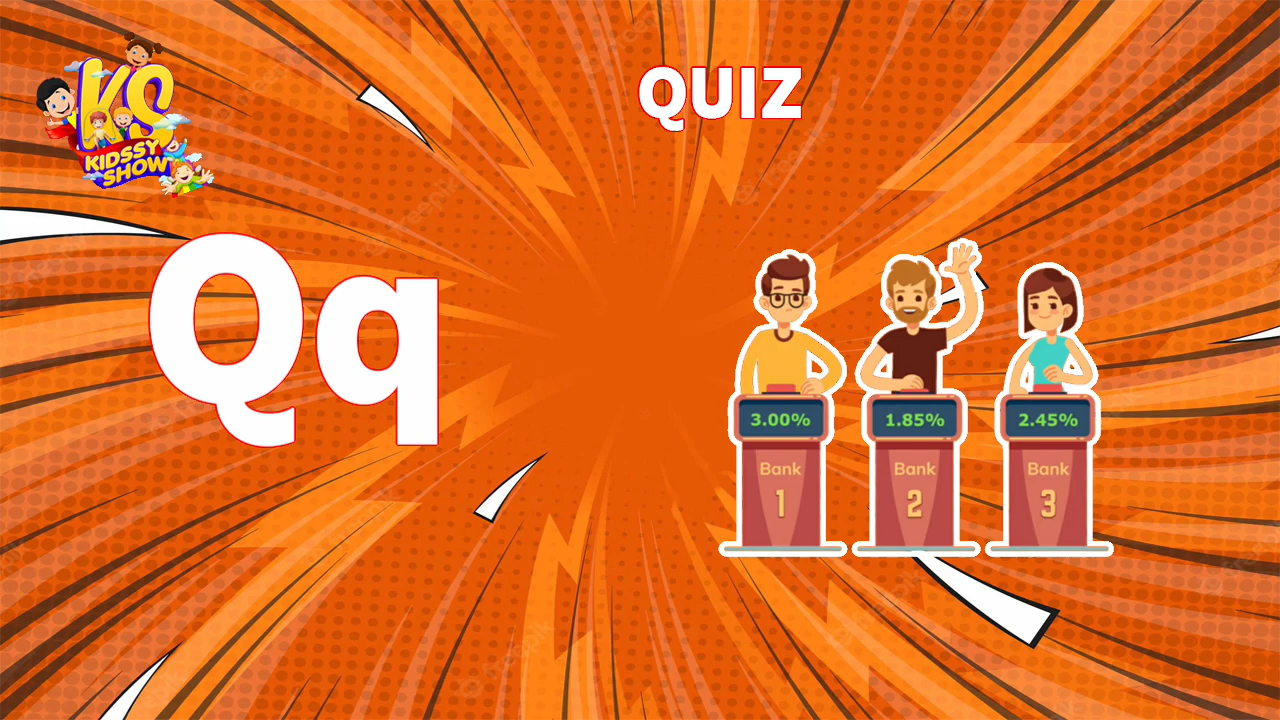 KS
KIDSSY
SHOW
QUIZ
Qq
3.00%
1.85%
2.45%
Bank
1
Bank
2
Bank
3